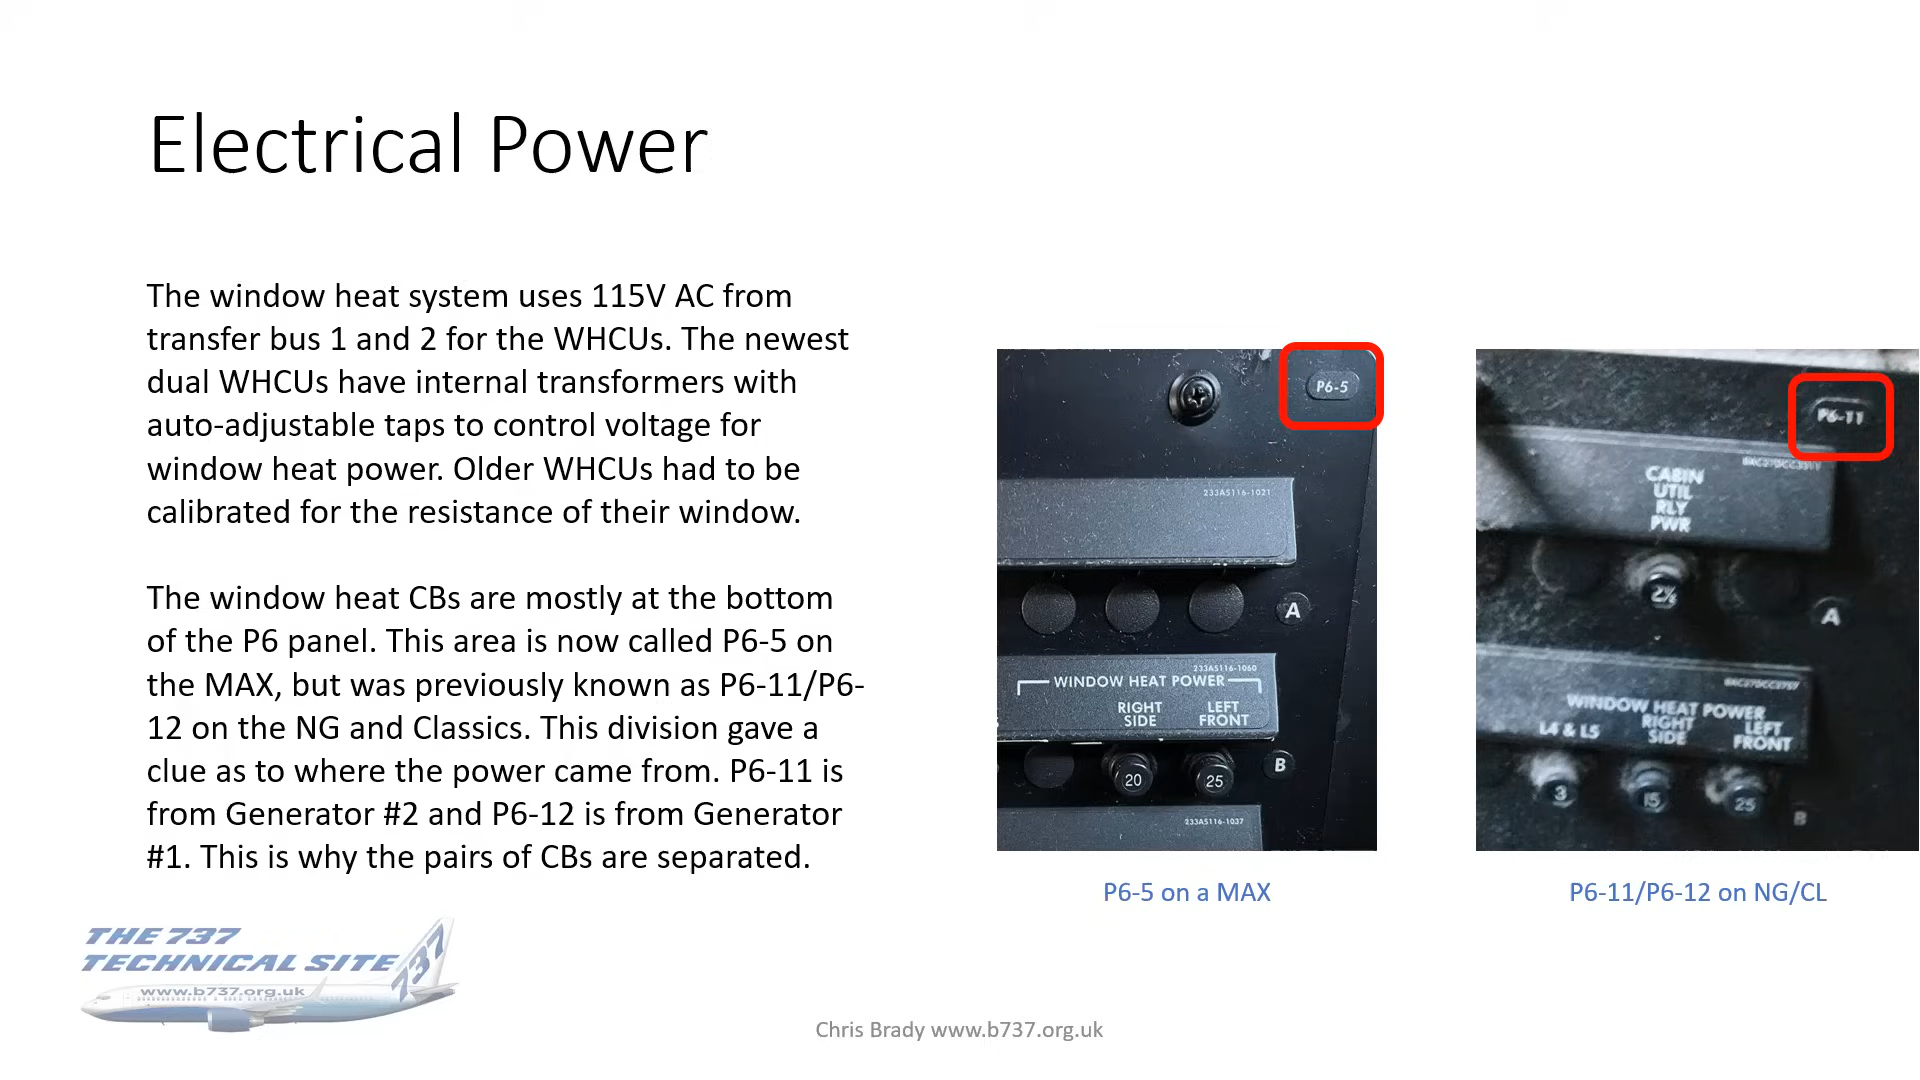 Electrical Power
The window heat system uses 115V AC from
transfer bus 1 and 2 for the WHCUs. The newest
dual WHCUs have internal transformers with
auto-adjustable taps to control voltage for
window heat power. Older WHCUs had to be
calibrated for the resistance of their window.
The window heat CBs are mostly at the bottom
of the P6 panel. This area is now called P6-5 on
the MAX, but was previously known as P6-11/P6-
12 on the NG and Classics. This division gave a
clue as to where the power came from. P6-11 is
from Generator #2 and P6-12 is from Generator
#1. This is why the pairs of CBs are separated.
P6-5
233A5116-1021
A
233A5116-1060
WINDOW HEAT POWER
RIGHT
SIDE
LEFT
FRONT
B
20
25
233A5116-1037
P6-5 on a MAX
P6-11
CABIN
UTIL
RLY
PWR
2½
A
WINDOW HEAT POWER
L4 & L5
RIGHT
SIDE
LEFT
FRONT
3
15
25
B
P6-11/P6-12 on NG/CL
THE 737
TECHNICAL SITE
737
www.b737.org.uk
Chris Brady www.b737.org.uk